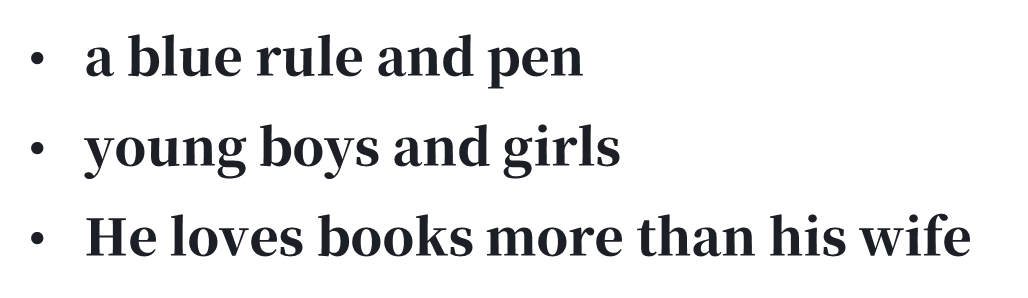 • a blue rule and pen
• young boys and girls
• He loves books more than his wife